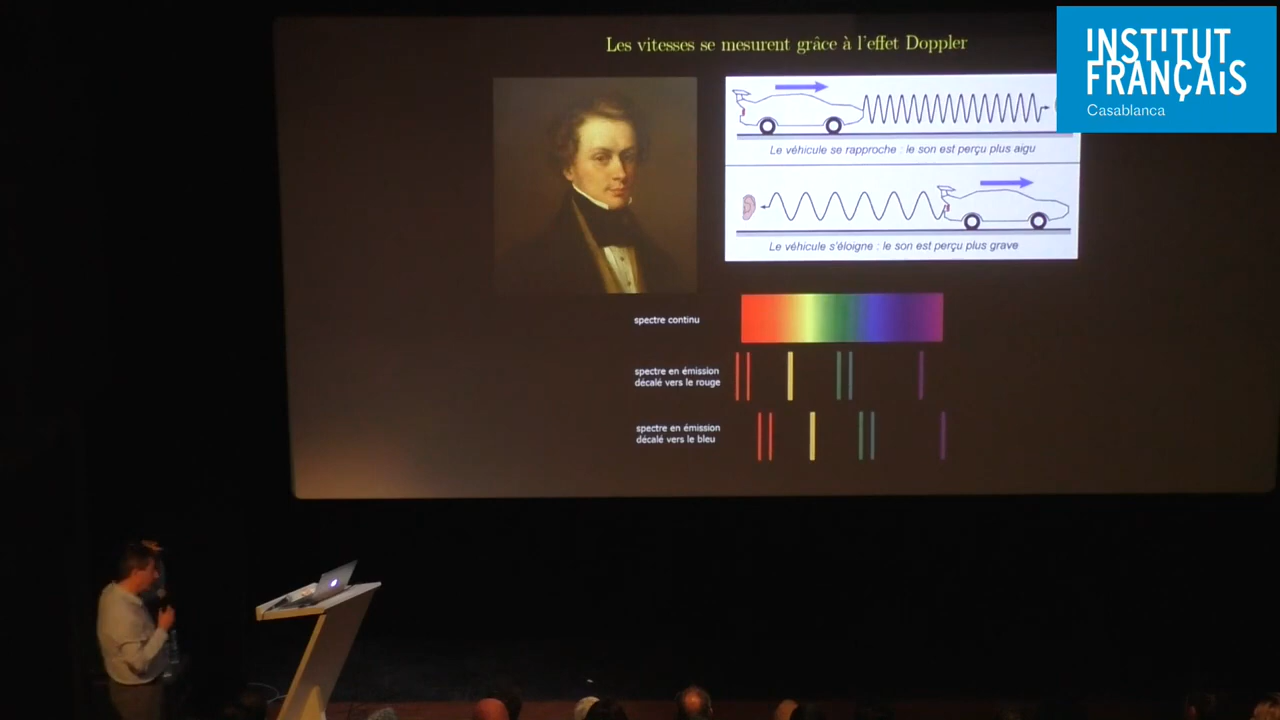 Les vitesses se mesurent grâce à l'effet Doppler
INSTITUT
FRANÇAIS
Casablanca
Le véhicule se rapproche : le son est perçu plus aigu
Le véhicule s'éloigne : le son est perçu plus grave
spectre continu
spectre en émission
décalé vers le rouge
spectre en émission
décalé vers le bleu